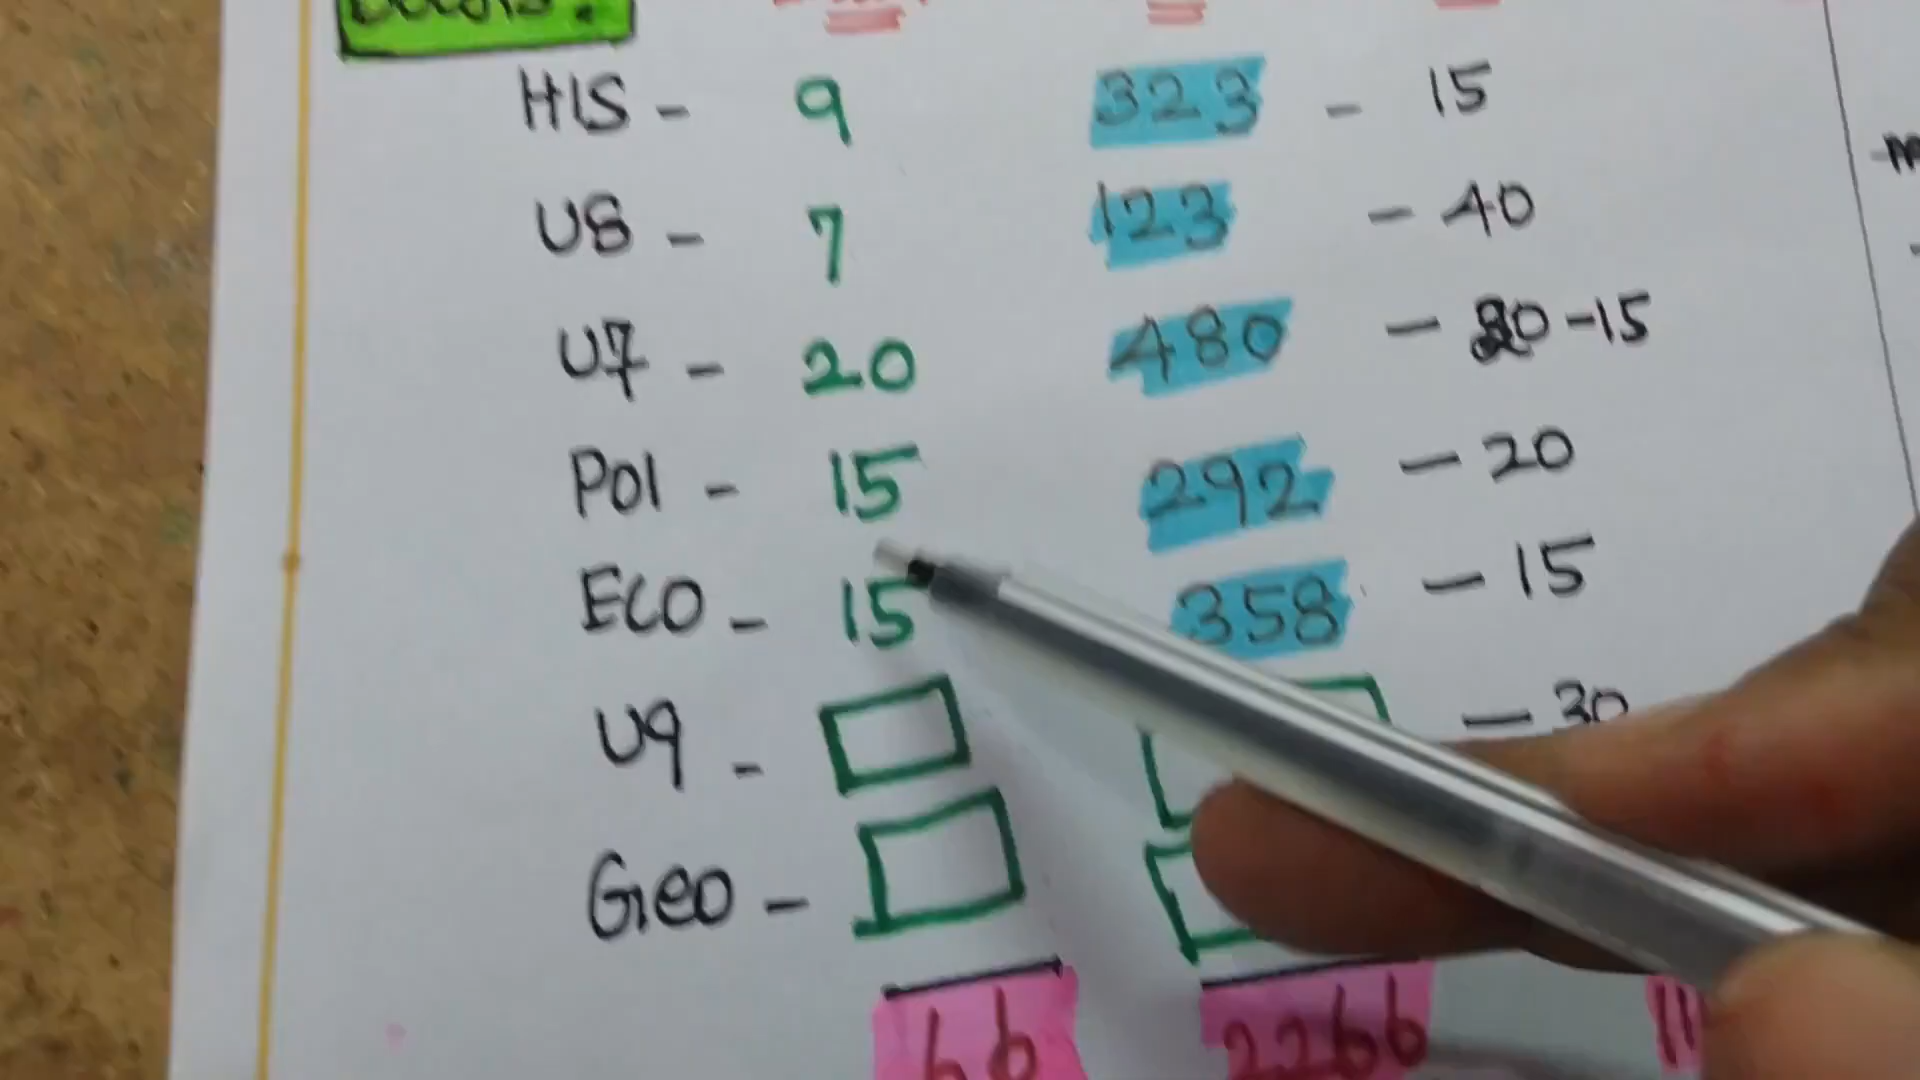 HIS - 9 323 - 15
U8 - 7 123 - 40
U7 - 20 480 - 20-15
POl - 15 292 - 20
ECO - 15 358 - 15
U9 - - 30
Geo -
66 2266 11